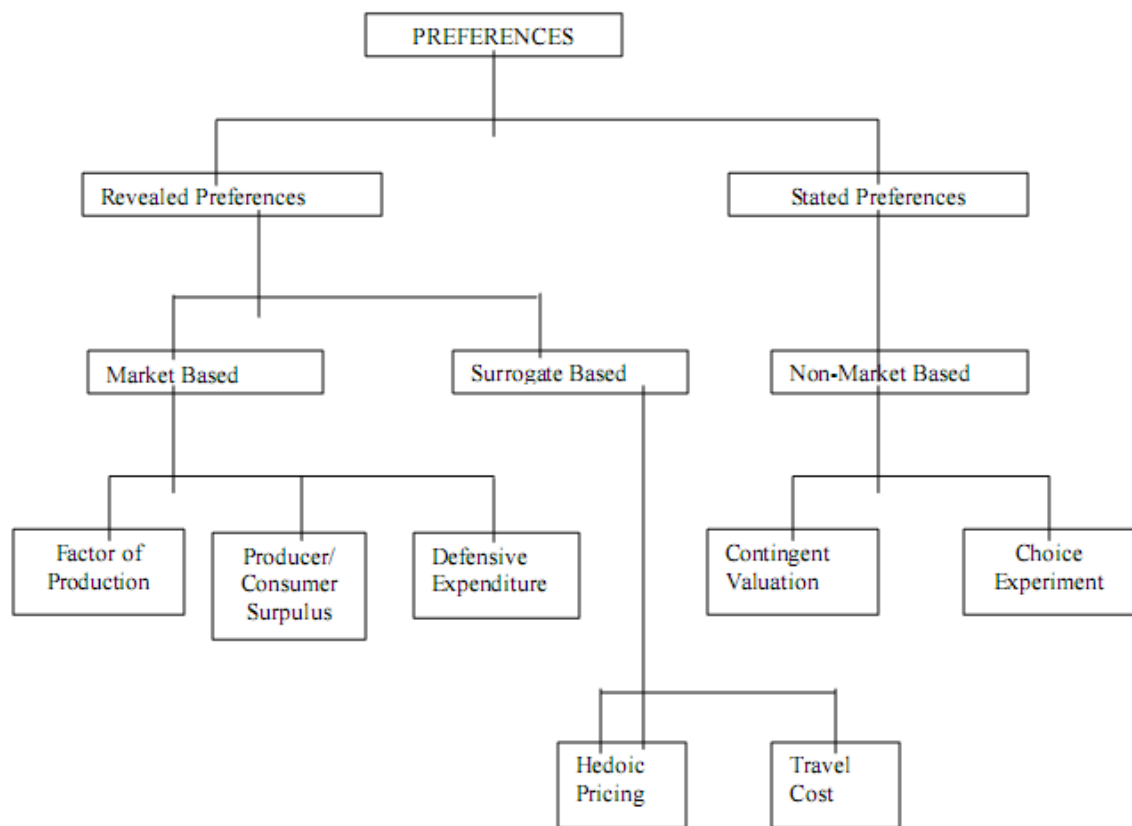 PREFERENCES
Revealed Preferences
Stated Preferences
Market Based
Surrogate Based
Non-Market Based
Factor of
Production
Producer/
Consumer
Surpulus
Defensive
Expenditure
Contingent
Valuation
Choice
Experiment
Hedoic
Pricing
Travel
Cost